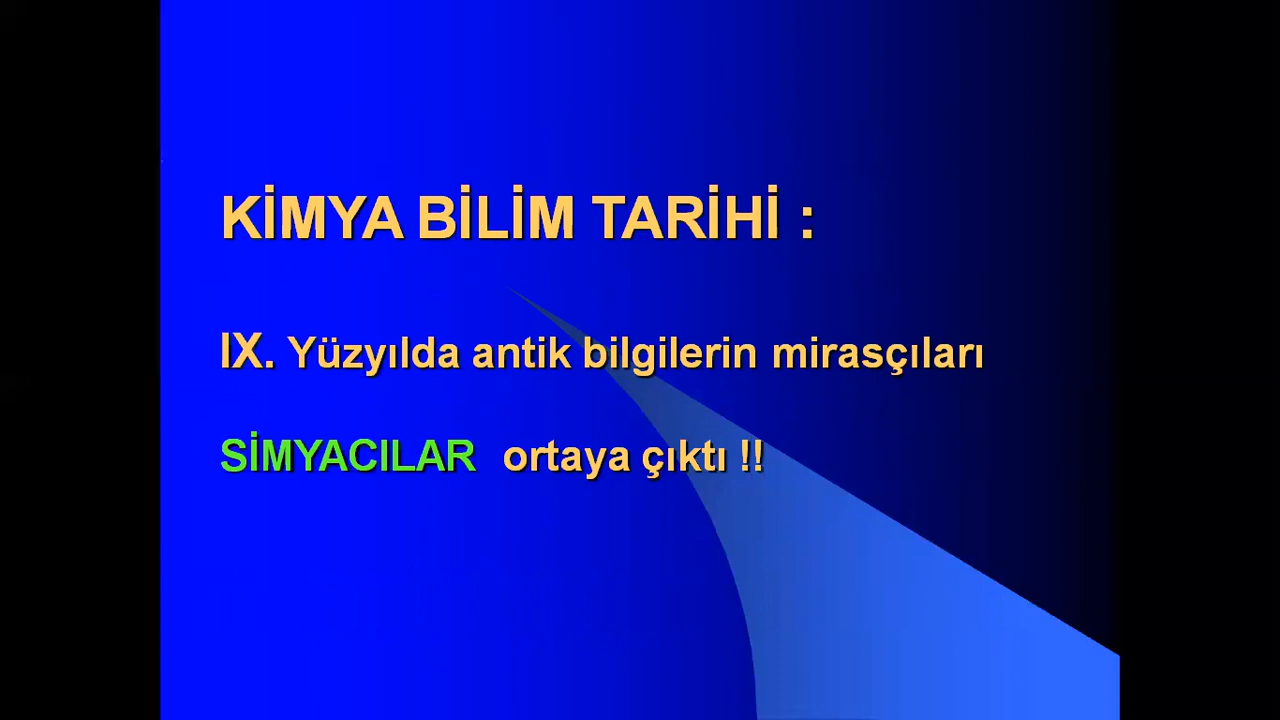 KİMYA BİLİM TARİHİ :
IX. Yüzyılda antik bilgilerin mirasçıları
SİMYACILAR ortaya çıktı !!